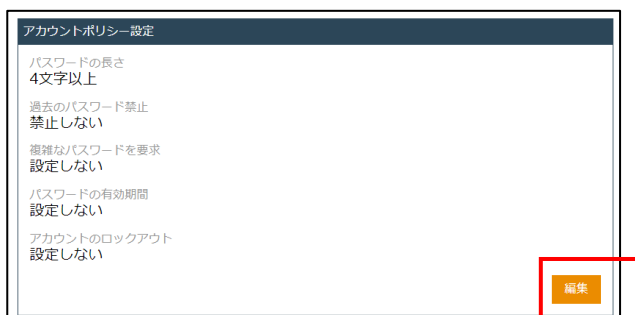 アカウントポリシー設定
パスワードの長さ
4文字以上
過去のパスワード禁止
禁止しない
複雑なパスワードを要求
設定しない
パスワードの有効期間
設定しない
アカウントのロックアウト
設定しない
編集